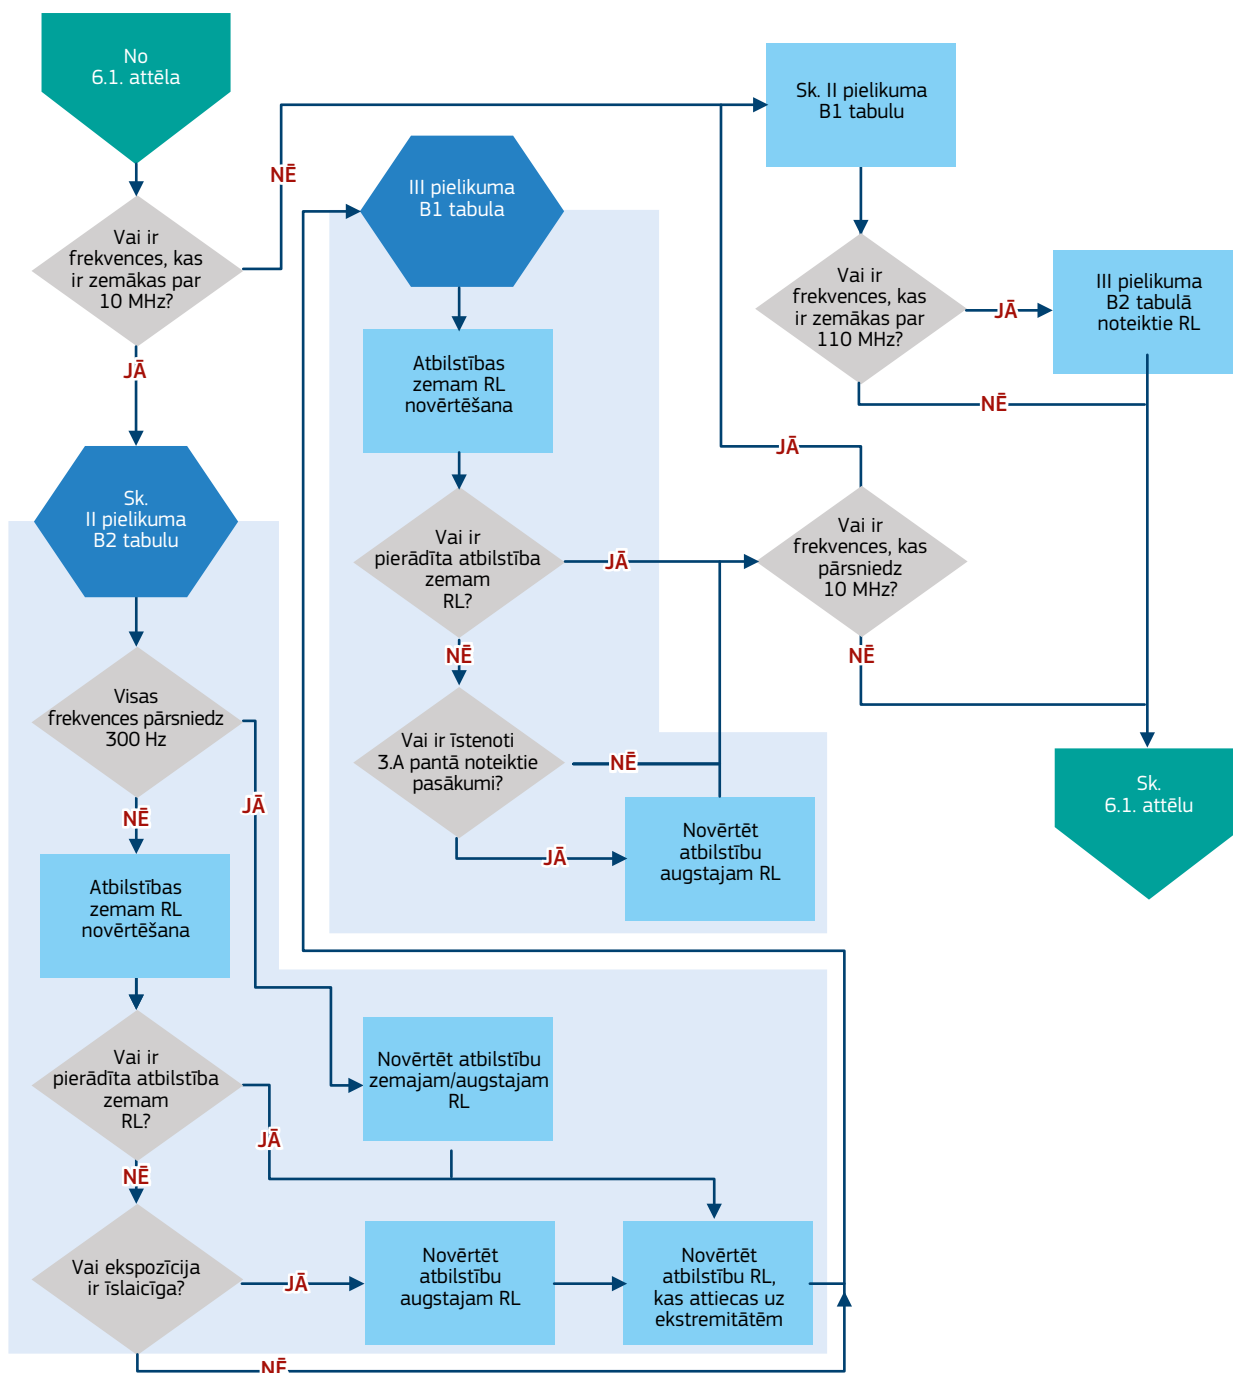 No
6.1. attēla
NĒ
Vai ir
frekvences, kas
ir zemākas par
10 MHz?
JĀ
Sk.
II pielikuma
B2 tabulu
Visas
frekvences pārsniedz
300 Hz
JĀ
NĒ
Atbilstības
zemam RL
novērtēšana
Vai ir
pierādīta atbilstība
zemam
RL?
JĀ
NĒ
Vai ekspozīcija
ir īslaicīga?
JĀ
NĒ
Novērtēt atbilstību
zemajam/augstajam
RL
Novērtēt
atbilstību
augstajam RL
Novērtēt
atbilstību RL,
kas attiecas uz
ekstremitātēm
III pielikuma
B1 tabula
Atbilstības
zemam RL
novērtēšana
Vai ir
pierādīta atbilstība
zemam
RL?
JĀ
NĒ
Vai ir īstenoti
3.A pantā noteiktie
pasākumi?
NĒ
JĀ
Novērtēt
atbilstību
augstajam RL
Vai ir
frekvences, kas
pārsniedz
10 MHz?
JĀ
NĒ
Sk. II pielikuma
B1 tabulu
Vai ir
frekvences, kas
ir zemākas par
110 MHz?
JĀ
NĒ
III pielikuma
B2 tabulā
noteiktie RL
Sk.
6.1. attēlu